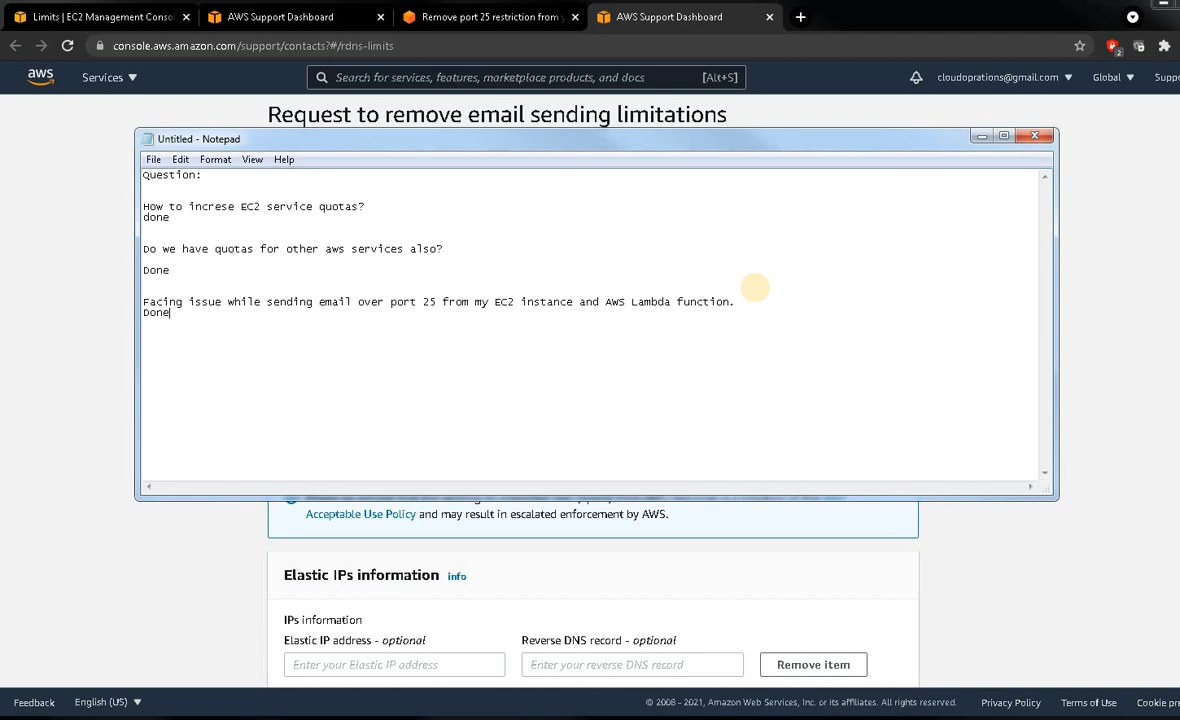 Limits | EC2 Management Conso
AWS Support Dashboard
Remove port 25 restriction from
AWS Support Dashboard
console.aws.amazon.com/support/contacts?#/rdns-limits
2
aws
Services
Search for services, features, marketplace products, and docs
[Alt+S]
cloudoprations@gmail.com
Global
Suppo
Request to remove email sending limitations
Untitled - Notepad
File Edit Format View Help
Question:
How to increse EC2 service quotas?
done
Do we have quotas for other aws services also?
Done
Facing issue while sending email over port 25 from my EC2 instance and AWS Lambda function.
Done
Acceptable Use Policy and may result in escalated enforcement by AWS.
Elastic IPs information info
IPs information
Elastic IP address - optional
Reverse DNS record - optional
Enter your Elastic IP address
Enter your reverse DNS record
Remove item
Feedback
English (US)
© 2008 - 2021, Amazon Web Services, Inc. or its affiliates. All rights reserved.
Privacy Policy
Terms of Use
Cookie pre